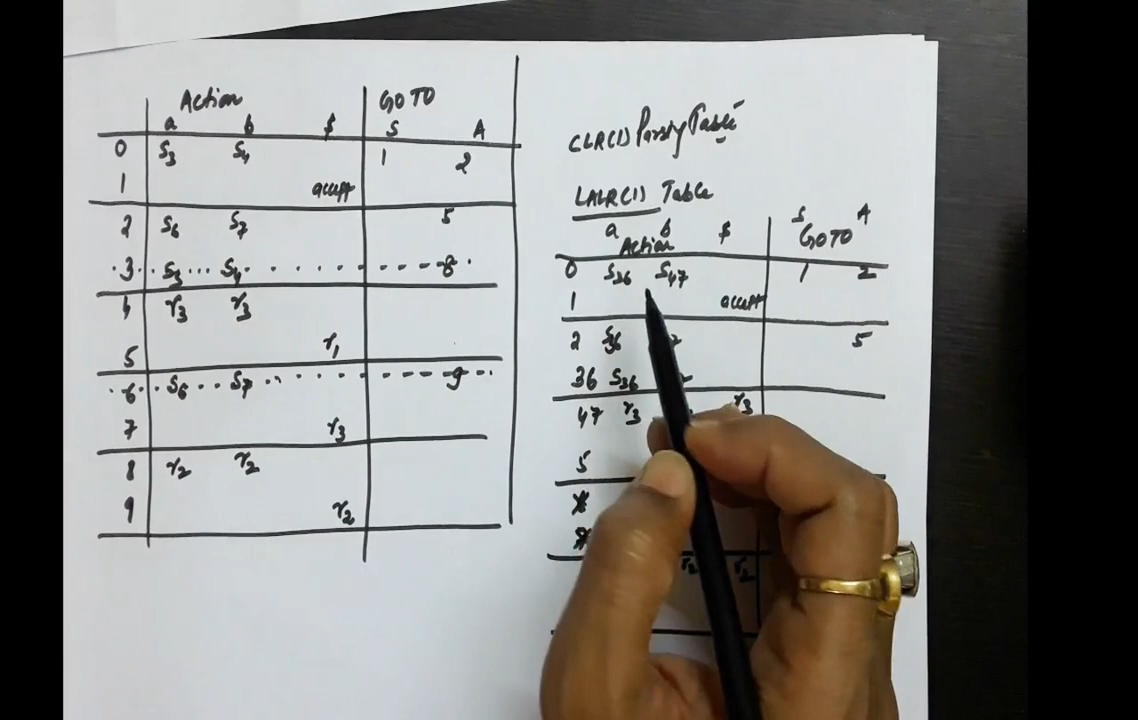 Action GOTO
a b $ S A
0 S3 S4 1 2
1 accept
2 S6 S7 5
3 S3 S4 8
4 r3 r3
5 r1
6 S6 S7 9
7 r3
8 r2 r2
9 r2
CLR(1) Parsing Table
LALR(1) Table
a b $ S A
Action GOTO
0 S36 S47 1 2
1 accept
2 S36 5
36 S36
47 r3 r3
5
r2 r2